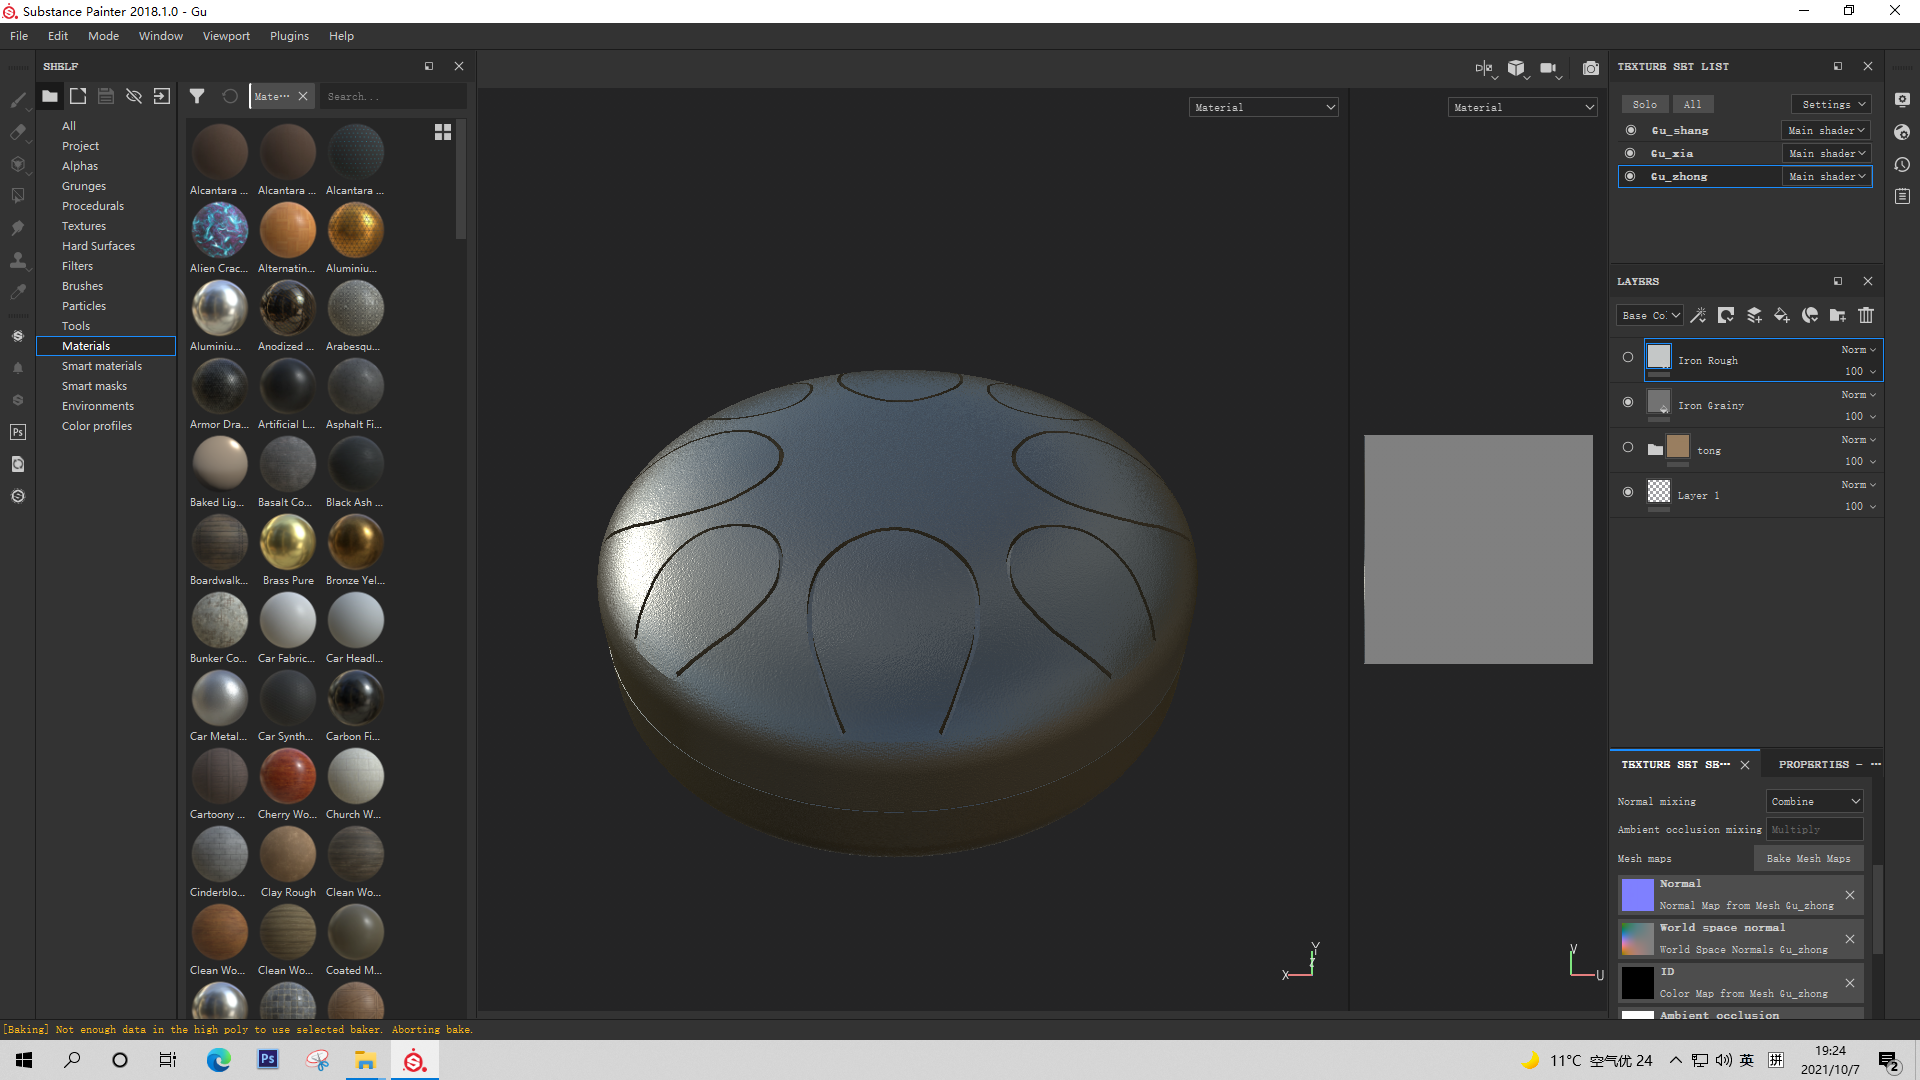 Substance Painter 2018.1.0 - Gu
File Edit Mode Window Viewport Plugins Help
SHELF
Mate··· Search...
All
Project
Alphas
Grunges
Procedurals
Textures
Hard Surfaces
Filters
Brushes
Particles
Tools
Materials
Smart materials
Smart masks
Environments
Color profiles
Alcantara ... Alcantara ... Alcantara ...
Alien Crac... Alternatin... Aluminiu...
Aluminiu... Anodized ... Arabesqu...
Armor Dra... Artificial L... Asphalt Fi...
Baked Lig... Basalt Co... Black Ash ...
Boardwalk... Brass Pure Bronze Yel...
Bunker Co... Car Fabric... Car Headl...
Car Metal... Car Synth... Carbon Fi...
Cartoony ... Cherry Wo... Church W...
Cinderblo... Clay Rough Clean Wo...
Clean Wo... Clean Wo... Coated M...
Material
Material
Y
Z
X
V
U
TEXTURE SET LIST
Solo All Settings
Gu_shang Main shader
Gu_xia Main shader
Gu_zhong Main shader
LAYERS
Base Co
Iron Rough Norm 100
Iron Grainy Norm 100
tong Norm 100
Layer 1 Norm 100
TEXTURE SET SE··· PROPERTIES - ···
Normal mixing Combine
Ambient occlusion mixing Multiply
Mesh maps Bake Mesh Maps
Normal
Normal Map from Mesh Gu_zhong
World space normal
World Space Normals Gu_zhong
ID
Color Map from Mesh Gu_zhong
Ambient occlusion
[Baking] Not enough data in the high poly to use selected baker. Aborting bake.
Ps
Ps
11°C 空气优 24
英
拼
19:24
2021/10/7
2